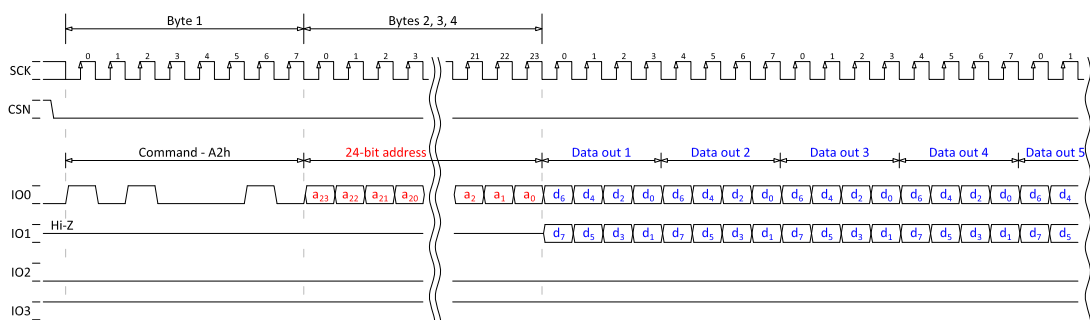 Byte 1 Bytes 2, 3, 4
0 1 2 3 4 5 6 7 0 1 2 3 21 22 23 0 1 2 3 4 5 6 7 0 1 2 3 4 5 6 7 0 1
SCK
CSN
Command - A2h 24-bit address Data out 1 Data out 2 Data out 3 Data out 4 Data out 5
IO0 a23 a22 a21 a20 a2 a1 a0 d6 d4 d2 d0 d6 d4 d2 d0 d6 d4 d2 d0 d6 d4 d2 d0 d6 d4
Hi-Z
IO1 d7 d5 d3 d1 d7 d5 d3 d1 d7 d5 d3 d1 d7 d5 d3 d1 d7 d5
IO2
IO3